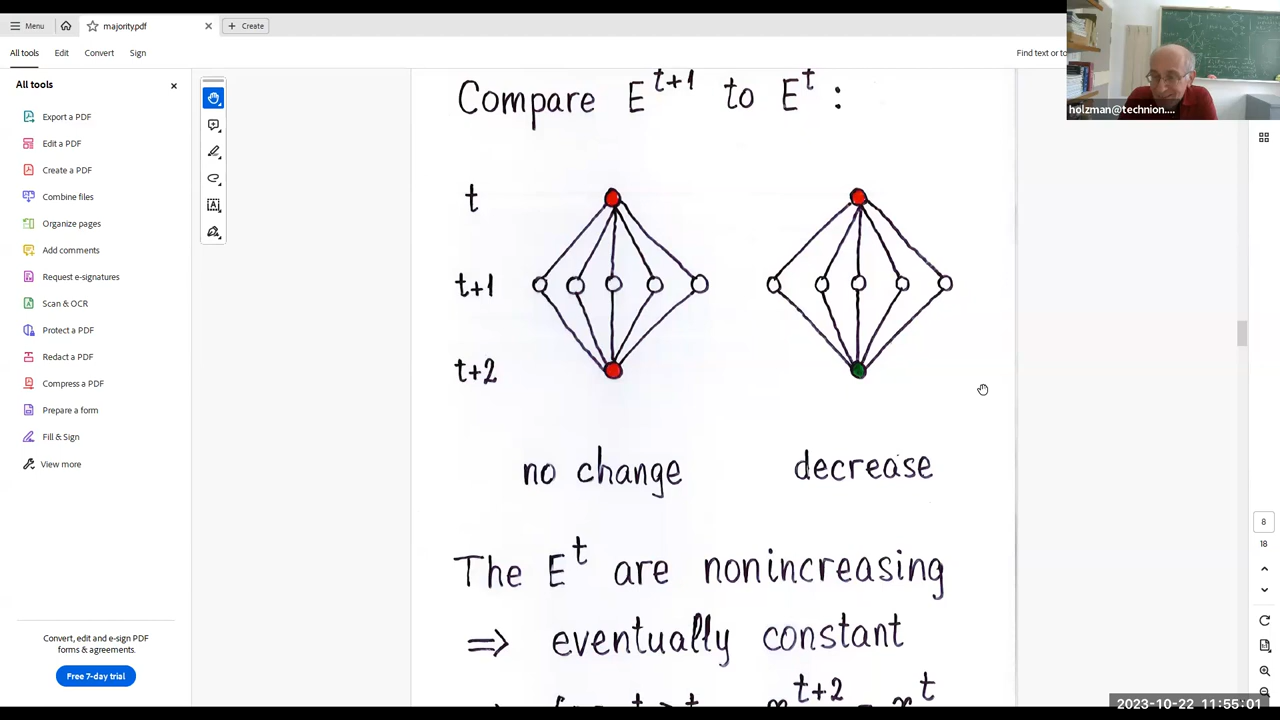 Menu
majority.pdf
Create
All tools
Edit
Convert
Sign
Find text or to
holzman@technion....
All tools
Export a PDF
Edit a PDF
Create a PDF
Combine files
Organize pages
Add comments
Request e-signatures
Scan & OCR
Protect a PDF
Redact a PDF
Compress a PDF
Prepare a form
Fill & Sign
View more
Convert, edit and e-sign PDF
forms & agreements.
Free 7-day trial
Compare E^{t+1} to E^t :
t
t+1
t+2
no change
decrease
The E^t are nonincreasing
⇒ eventually constant
x^{t+2} = x^t
8
18
2023-10-22 11:55:01